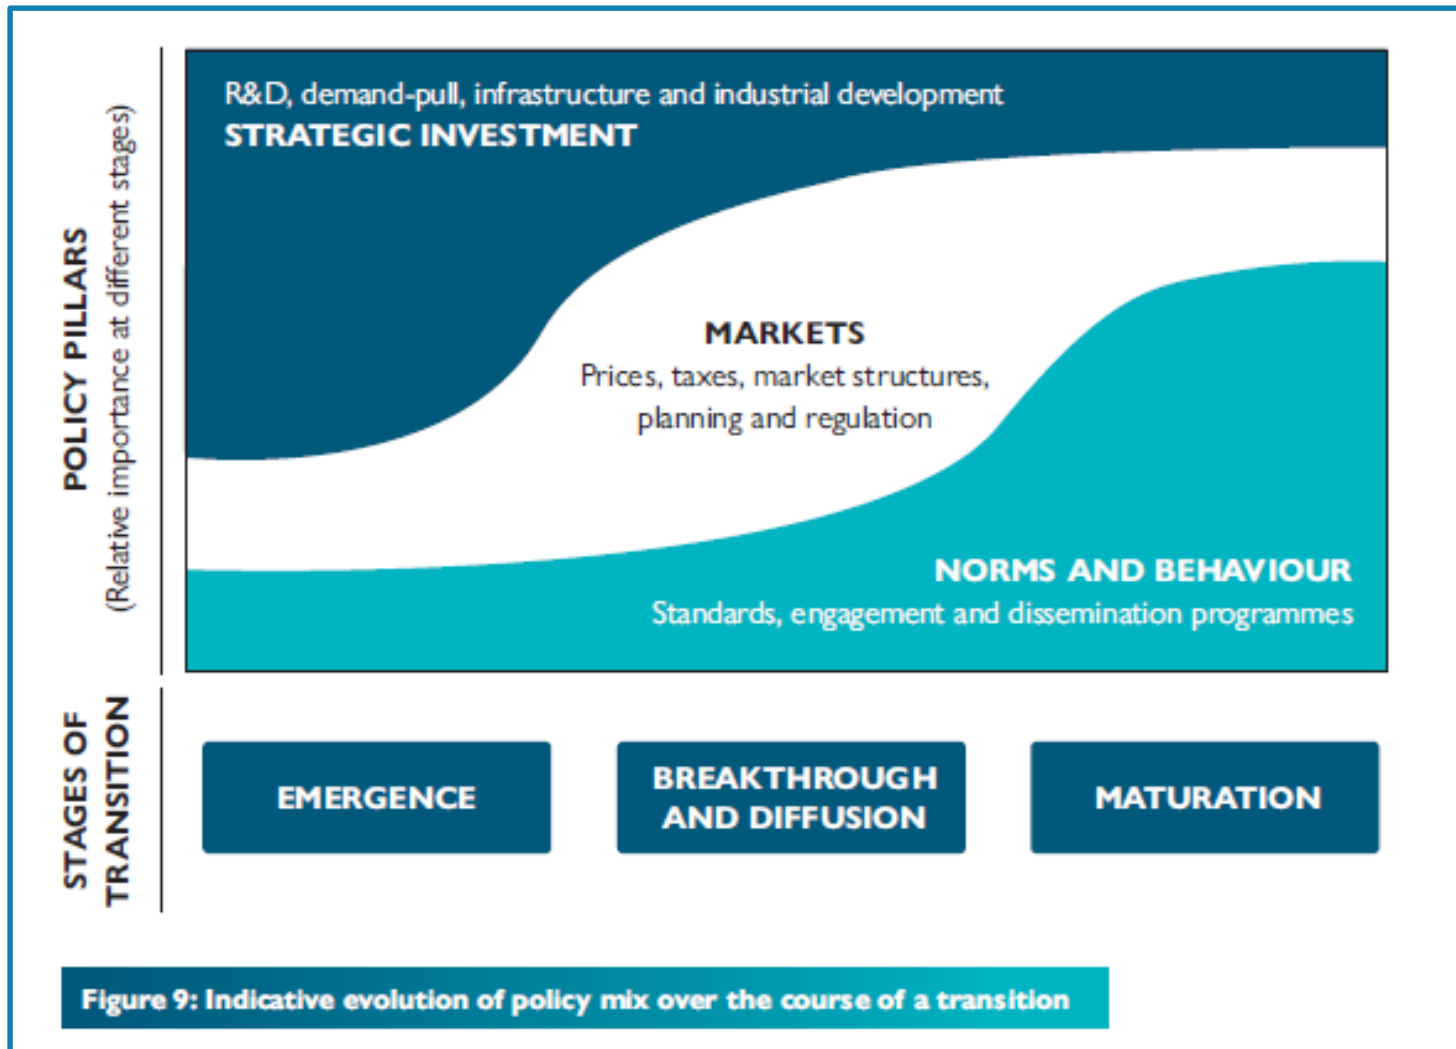 POLICY PILLARS
(Relative importance at different stages)
R&D, demand-pull, infrastructure and industrial development
STRATEGIC INVESTMENT
MARKETS
Prices, taxes, market structures,
planning and regulation
NORMS AND BEHAVIOUR
Standards, engagement and dissemination programmes
STAGES OF
TRANSITION
EMERGENCE
BREAKTHROUGH
AND DIFFUSION
MATURATION
Figure 9: Indicative evolution of policy mix over the course of a transition